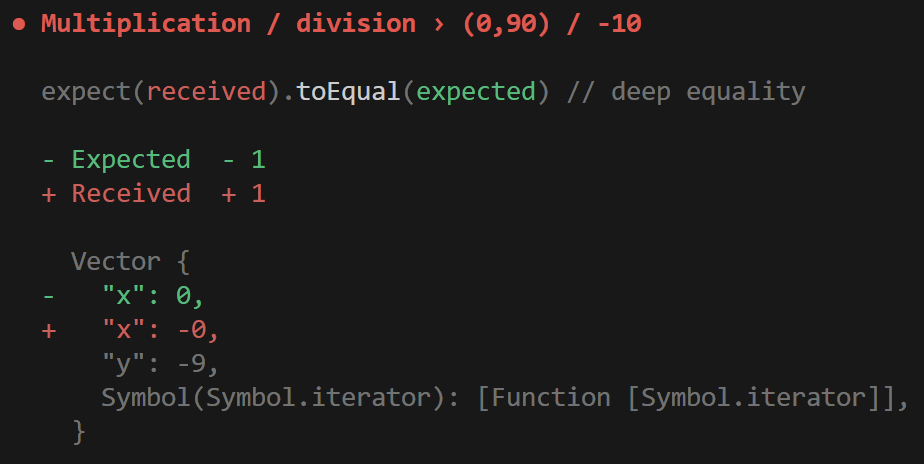 ● Multiplication / division › (0,90) / -10
expect(received).toEqual(expected) // deep equality
- Expected  - 1
+ Received  + 1
  Vector {
-   "x": 0,
+   "x": -0,
    "y": -9,
    Symbol(Symbol.iterator): [Function [Symbol.iterator]],
  }